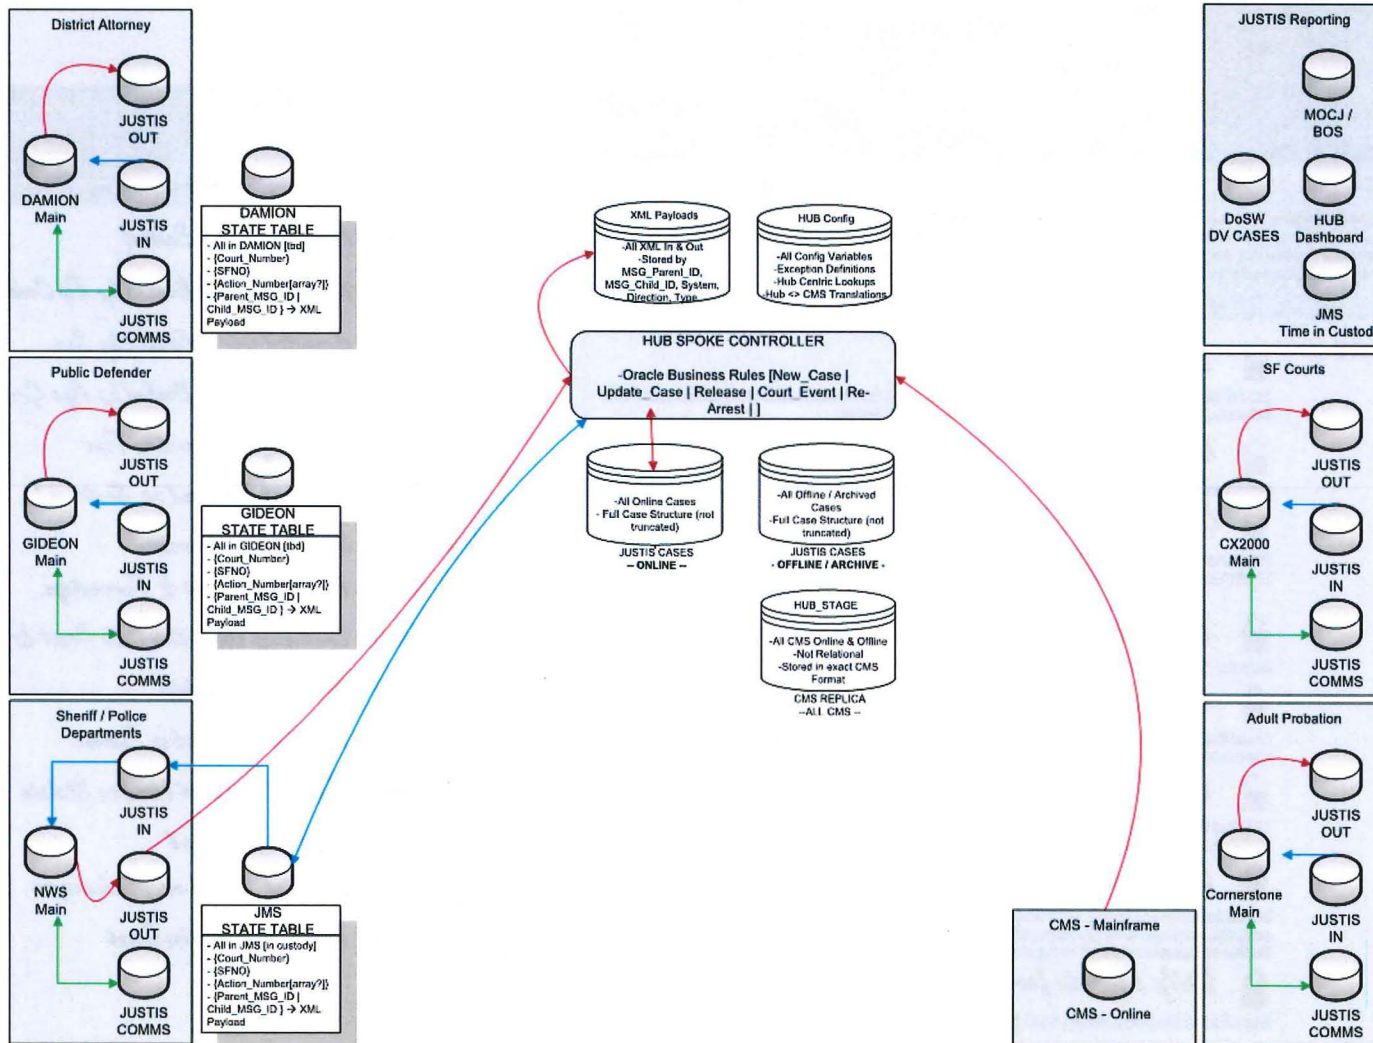 District Attorney
JUSTIS
OUT
DAMION
Main
JUSTIS
IN
JUSTIS
COMMS
DAMION
STATE TABLE
- All in DAMION [tbd]
- {Court_Number}
- {SFNO}
- {Action_Number[array?]}
- {Parent_MSG_ID |
Child_MSG_ID } → XML
Payload
Public Defender
JUSTIS
OUT
GIDEON
Main
JUSTIS
IN
JUSTIS
COMMS
GIDEON
STATE TABLE
- All in GIDEON [tbd]
- {Court_Number}
- {SFNO}
- {Action_Number[array?]}
- {Parent_MSG_ID |
Child_MSG_ID } → XML
Payload
Sheriff / Police
Departments
JUSTIS
IN
NWS
Main
JUSTIS
OUT
JUSTIS
COMMS
JMS
STATE TABLE
- All in JMS [in custody]
- {Court_Number}
- {SFNO}
- {Action_Number[array?]}
- {Parent_MSG_ID |
Child_MSG_ID } → XML
Payload
XML Payloads
-All XML In & Out
-Stored by
MSG_Parent_ID,
MSG_Child_ID, System,
Direction, Type
HUB Config
-All Config Variables
-Exception Definitions
-Hub Centric Lookups
-Hub <> CMS Translations
HUB SPOKE CONTROLLER
-Oracle Business Rules [New_Case |
Update_Case | Release | Court_Event | Re-
Arrest | ]
-All Online Cases
- Full Case Structure (not
truncated)
JUSTIS CASES
-- ONLINE --
-All Offline / Archived
Cases
-Full Case Structure (not
truncated)
JUSTIS CASES
- OFFLINE / ARCHIVE -
HUB_STAGE
-All CMS Online & Offline
-Not Relational
-Stored in exact CMS
Format
CMS REPLICA
--ALL CMS --
CMS - Mainframe
CMS - Online
JUSTIS Reporting
MOCJ /
BOS
DoSW
DV CASES
HUB
Dashboard
JMS
Time in Custod
SF Courts
JUSTIS
OUT
CX2000
Main
JUSTIS
IN
JUSTIS
COMMS
Adult Probation
JUSTIS
OUT
Cornerstone
Main
JUSTIS
IN
JUSTIS
COMMS